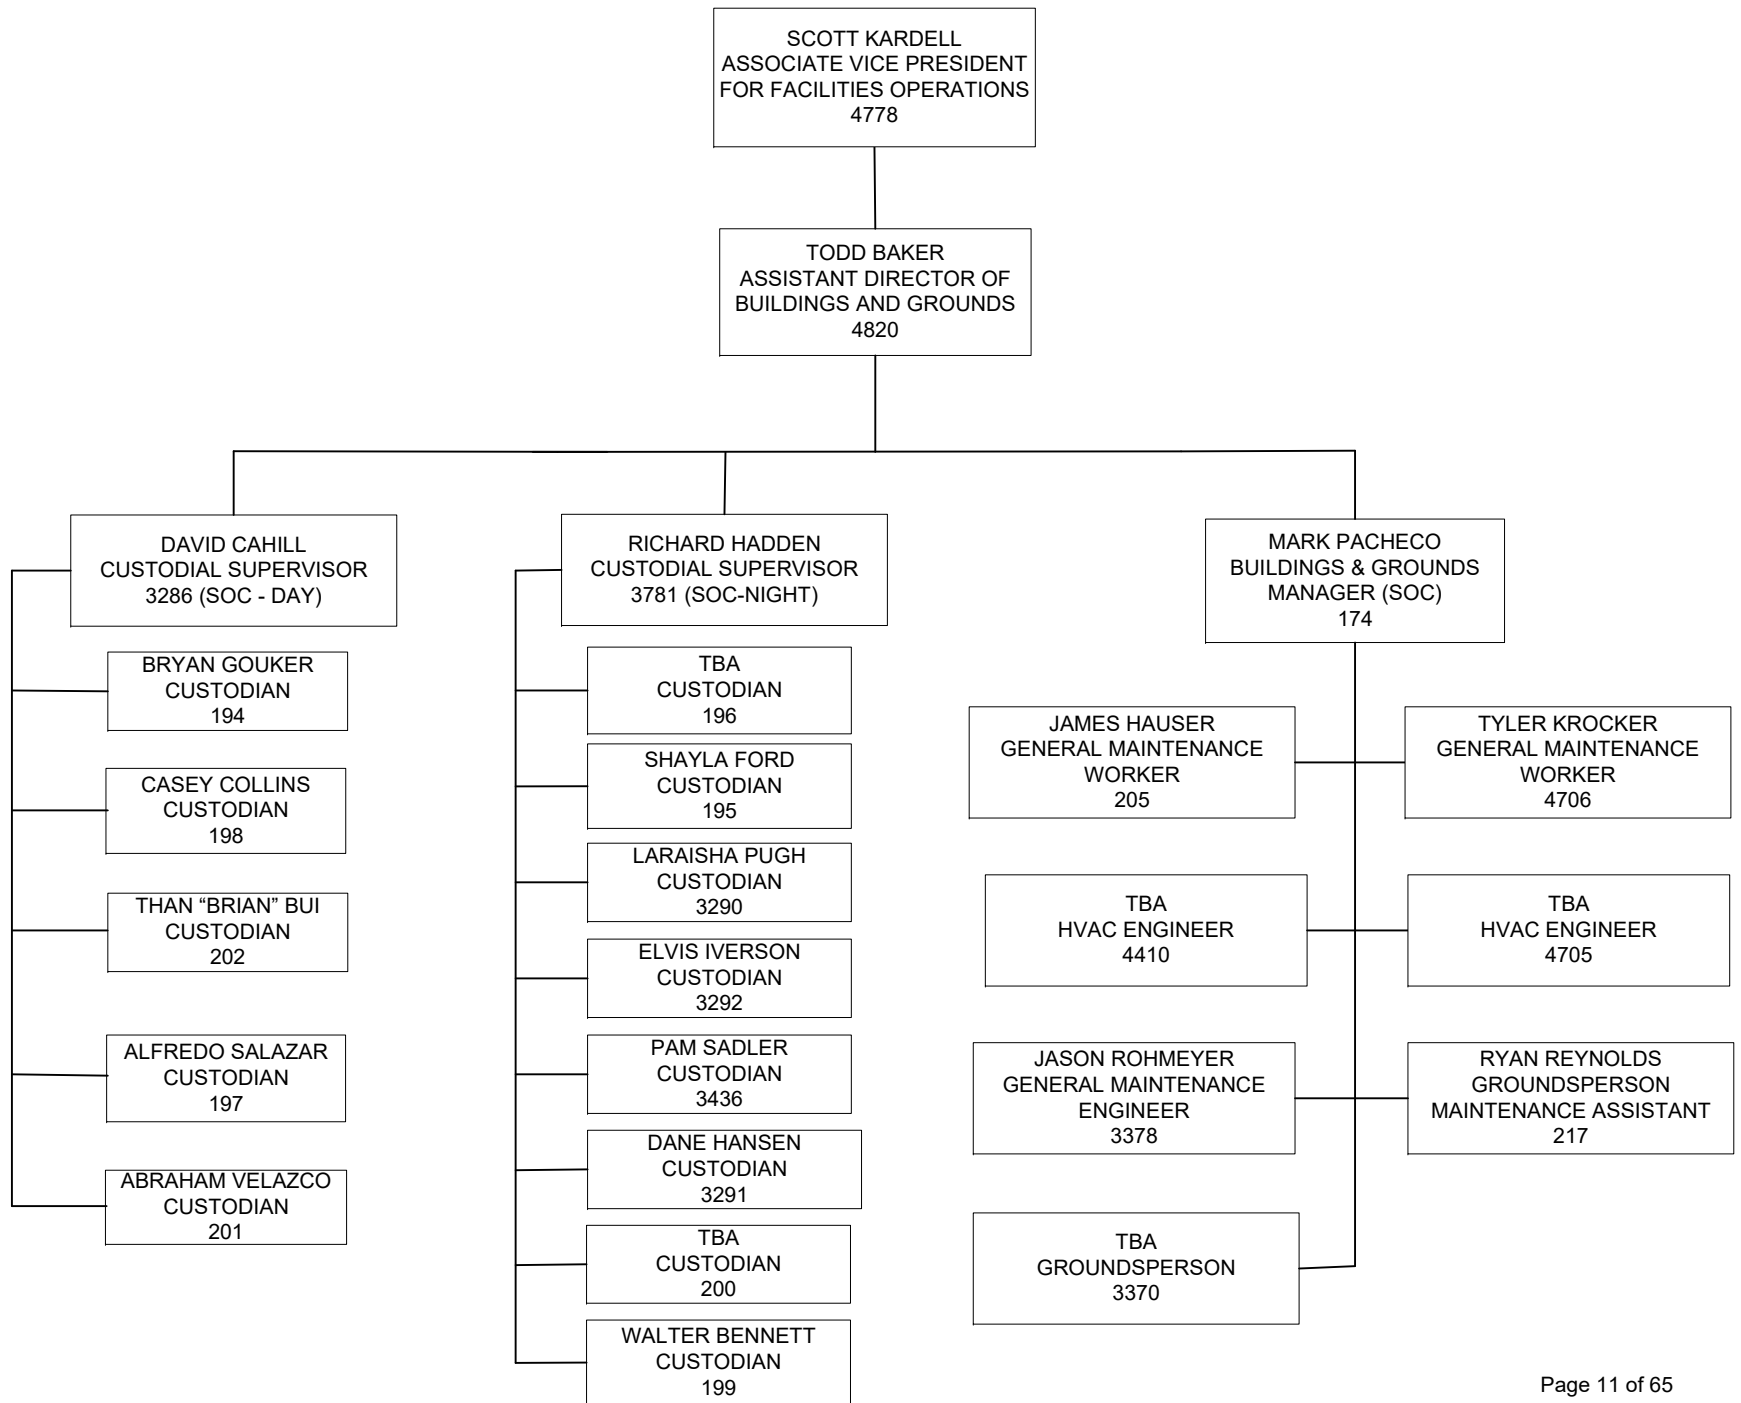 SCOTT KARDELL
ASSOCIATE VICE PRESIDENT
FOR FACILITIES OPERATIONS
4778
TODD BAKER
ASSISTANT DIRECTOR OF
BUILDINGS AND GROUNDS
4820
DAVID CAHILL
CUSTODIAL SUPERVISOR
3286 (SOC - DAY)
BRYAN GOUKER
CUSTODIAN
194
CASEY COLLINS
CUSTODIAN
198
THAN “BRIAN” BUI
CUSTODIAN
202
ALFREDO SALAZAR
CUSTODIAN
197
ABRAHAM VELAZCO
CUSTODIAN
201
RICHARD HADDEN
CUSTODIAL SUPERVISOR
3781 (SOC-NIGHT)
TBA
CUSTODIAN
196
SHAYLA FORD
CUSTODIAN
195
LARAISHA PUGH
CUSTODIAN
3290
ELVIS IVERSON
CUSTODIAN
3292
PAM SADLER
CUSTODIAN
3436
DANE HANSEN
CUSTODIAN
3291
TBA
CUSTODIAN
200
WALTER BENNETT
CUSTODIAN
199
MARK PACHECO
BUILDINGS & GROUNDS
MANAGER (SOC)
174
JAMES HAUSER
GENERAL MAINTENANCE
WORKER
205
TYLER KROCKER
GENERAL MAINTENANCE
WORKER
4706
TBA
HVAC ENGINEER
4410
TBA
HVAC ENGINEER
4705
JASON ROHMEYER
GENERAL MAINTENANCE
ENGINEER
3378
RYAN REYNOLDS
GROUNDSPERSON
MAINTENANCE ASSISTANT
217
TBA
GROUNDSPERSON
3370
Page 11 of 65